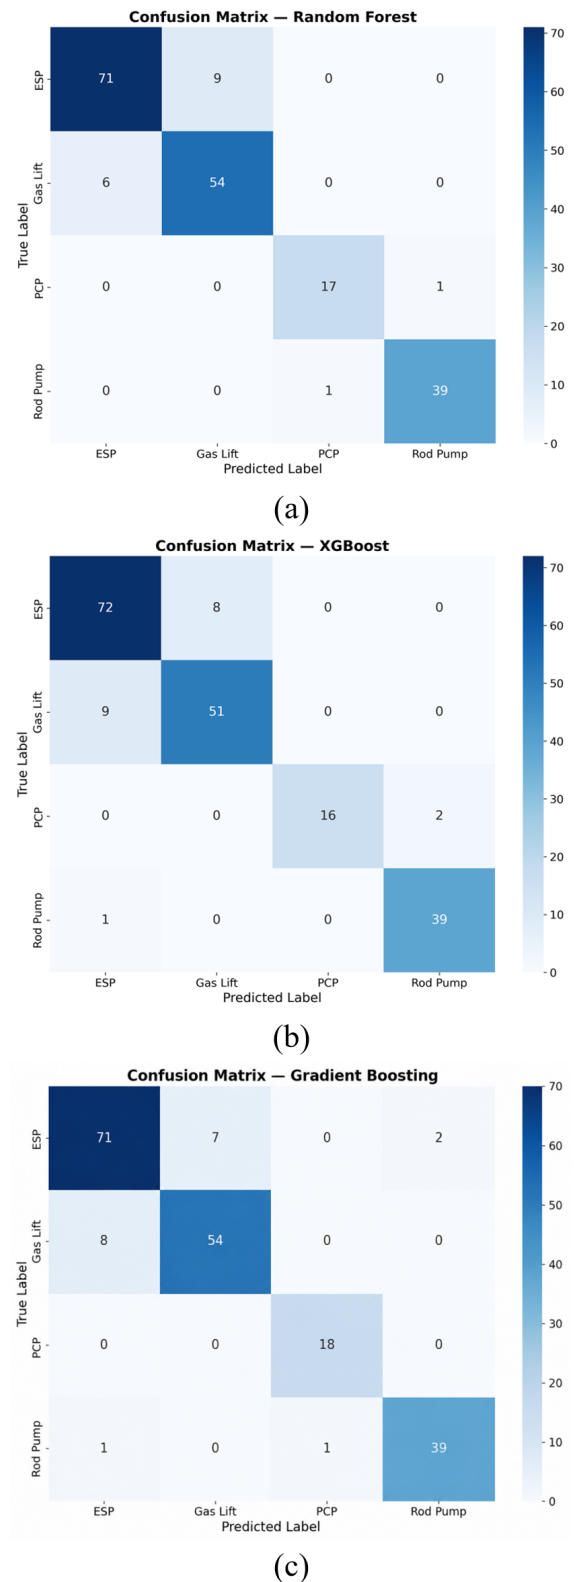 Confusion Matrix — Random Forest
70
ESP 71 9 0 0
60
50
Gas Lift 6 54 0 0
40
True Label
30
PCP 0 0 17 1
20
Rod Pump 0 0 1 39
10
0
ESP Gas Lift PCP Rod Pump
Predicted Label
(a)
Confusion Matrix — XGBoost
70
ESP 72 8 0 0
60
50
Gas Lift 9 51 0 0
40
True Label
30
PCP 0 0 16 2
20
Rod Pump 1 0 0 39
10
0
ESP Gas Lift PCP Rod Pump
Predicted Label
(b)
Confusion Matrix — Gradient Boosting
70
ESP 71 7 0 2
60
50
Gas Lift 8 54 0 0
40
True Label
30
PCP 0 0 18 0
20
Rod Pump 1 0 1 39
10
0
ESP Gas Lift PCP Rod Pump
Predicted Label
(c)